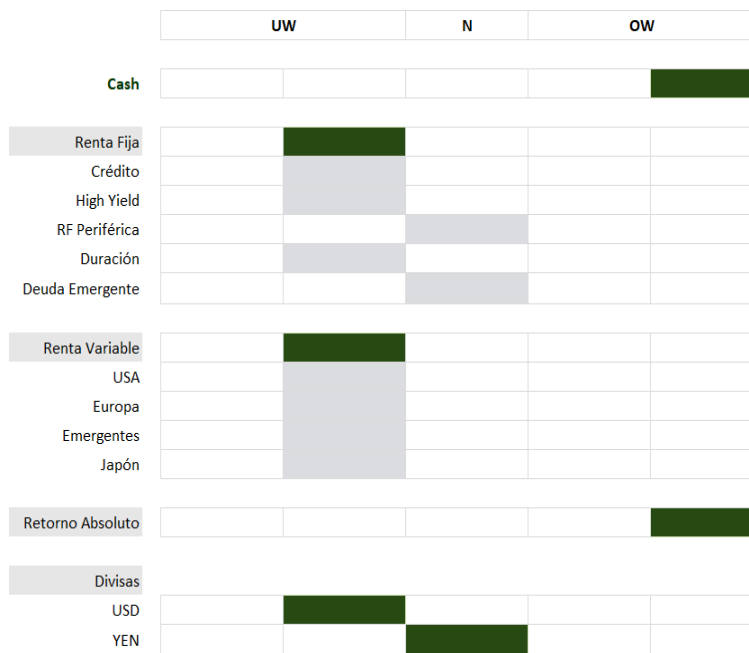 UW N OW
Cash
Renta Fija
Crédito
High Yield
RF Periférica
Duración
Deuda Emergente
Renta Variable
USA
Europa
Emergentes
Japón
Retorno Absoluto
Divisas
USD
YEN